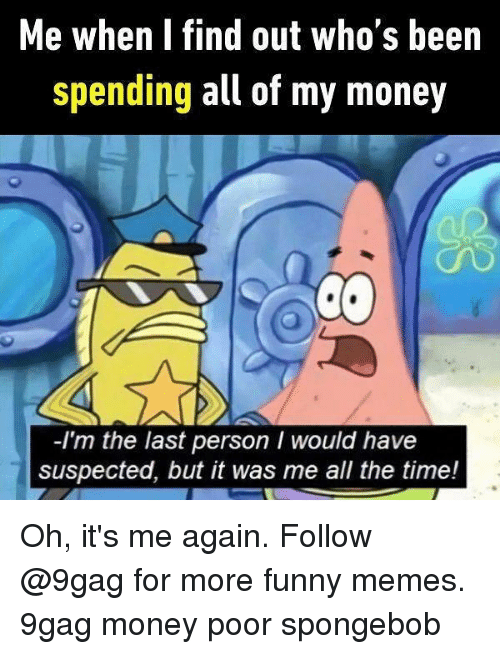 Me when I find out who's been
spending all of my money
-I'm the last person I would have
suspected, but it was me all the time!
Oh, it's me again. Follow
@9gag for more funny memes.
9gag money poor spongebob